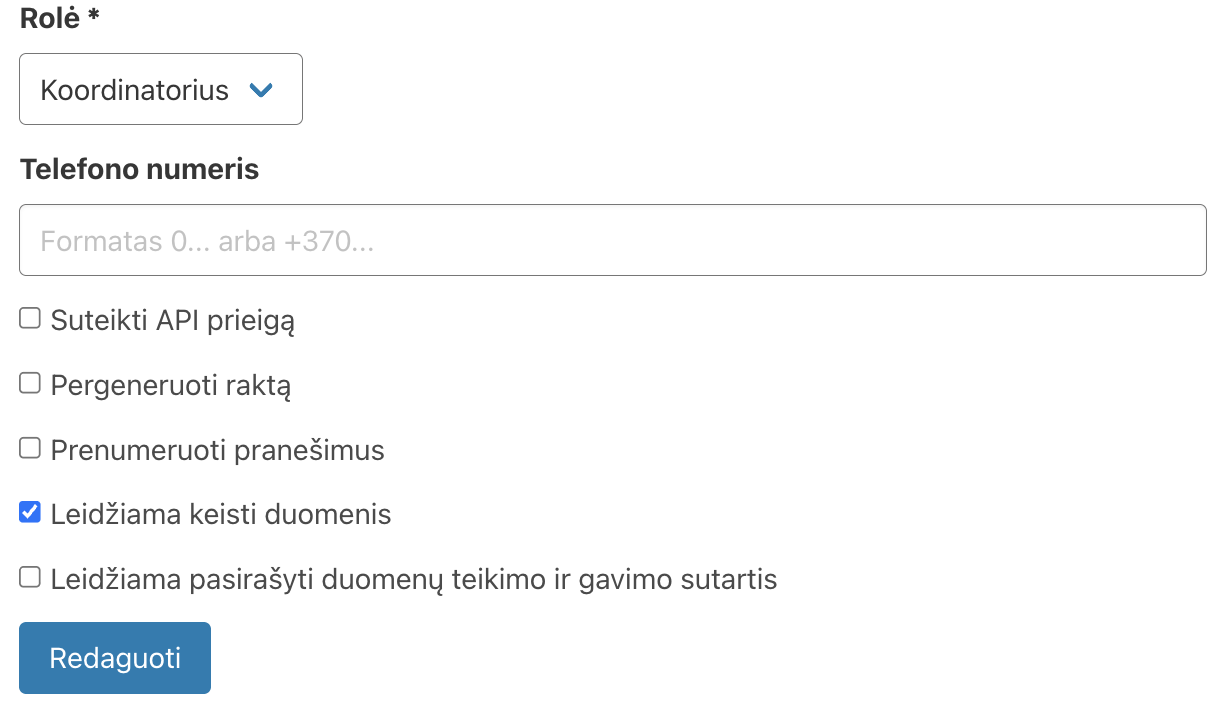 Rolė *
Koordinatorius
Telefono numeris
Formatas 0... arba +370...
Suteikti API prieigą
Pergeneruoti raktą
Prenumeruoti pranešimus
Leidžiama keisti duomenis
Leidžiama pasirašyti duomenų teikimo ir gavimo sutartis
Redaguoti